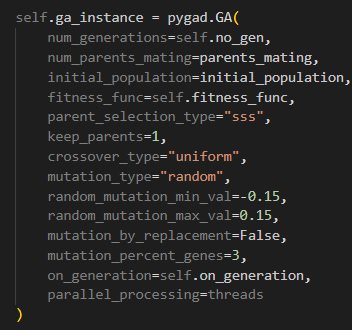 self.ga_instance = pygad.GA(
num_generations=self.no_gen,
num_parents_mating=parents_mating,
initial_population=initial_population,
fitness_func=self.fitness_func,
parent_selection_type="sss",
keep_parents=1,
crossover_type="uniform",
mutation_type="random",
random_mutation_min_val=-0.15,
random_mutation_max_val=0.15,
mutation_by_replacement=False,
mutation_percent_genes=3,
on_generation=self.on_generation,
parallel_processing=threads
)